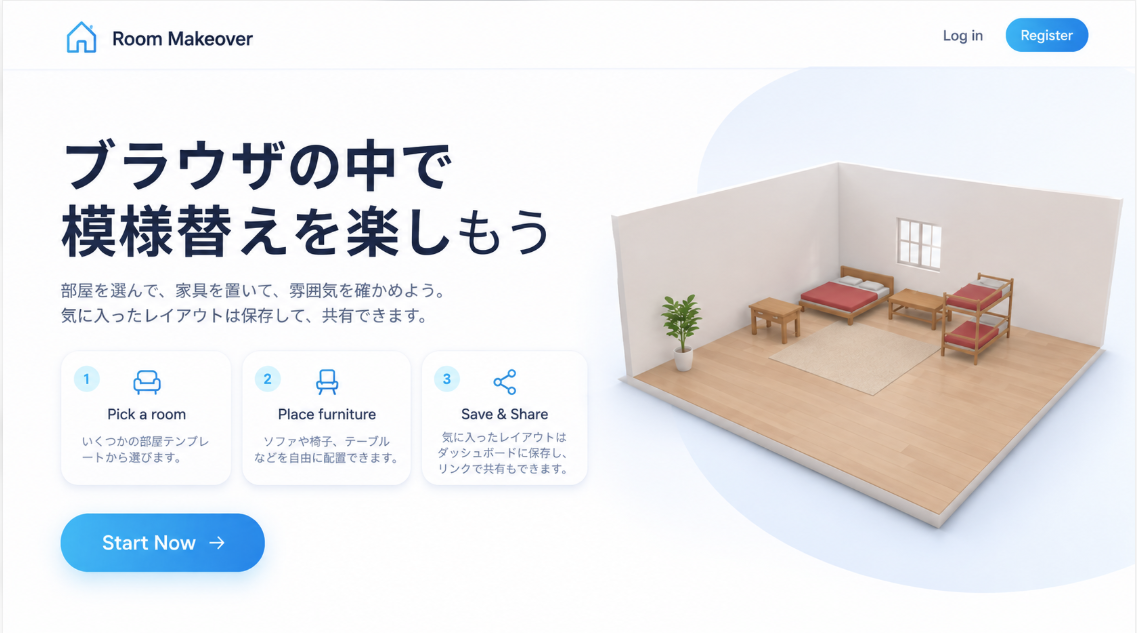 Room Makeover
Log in
Register
ブラウザの中で
模様替えを楽しもう
部屋を選んで、家具を置いて、雰囲気を確かめよう。
気に入ったレイアウトは保存して、共有できます。
1
Pick a room
いくつかの部屋テンプレ
ートから選びます。
2
Place furniture
ソファや椅子、テーブル
などを自由に配置できます。
3
Save & Share
気に入ったレイアウトは
ダッシュボードに保存し、
リンクで共有もできます。
Start Now →